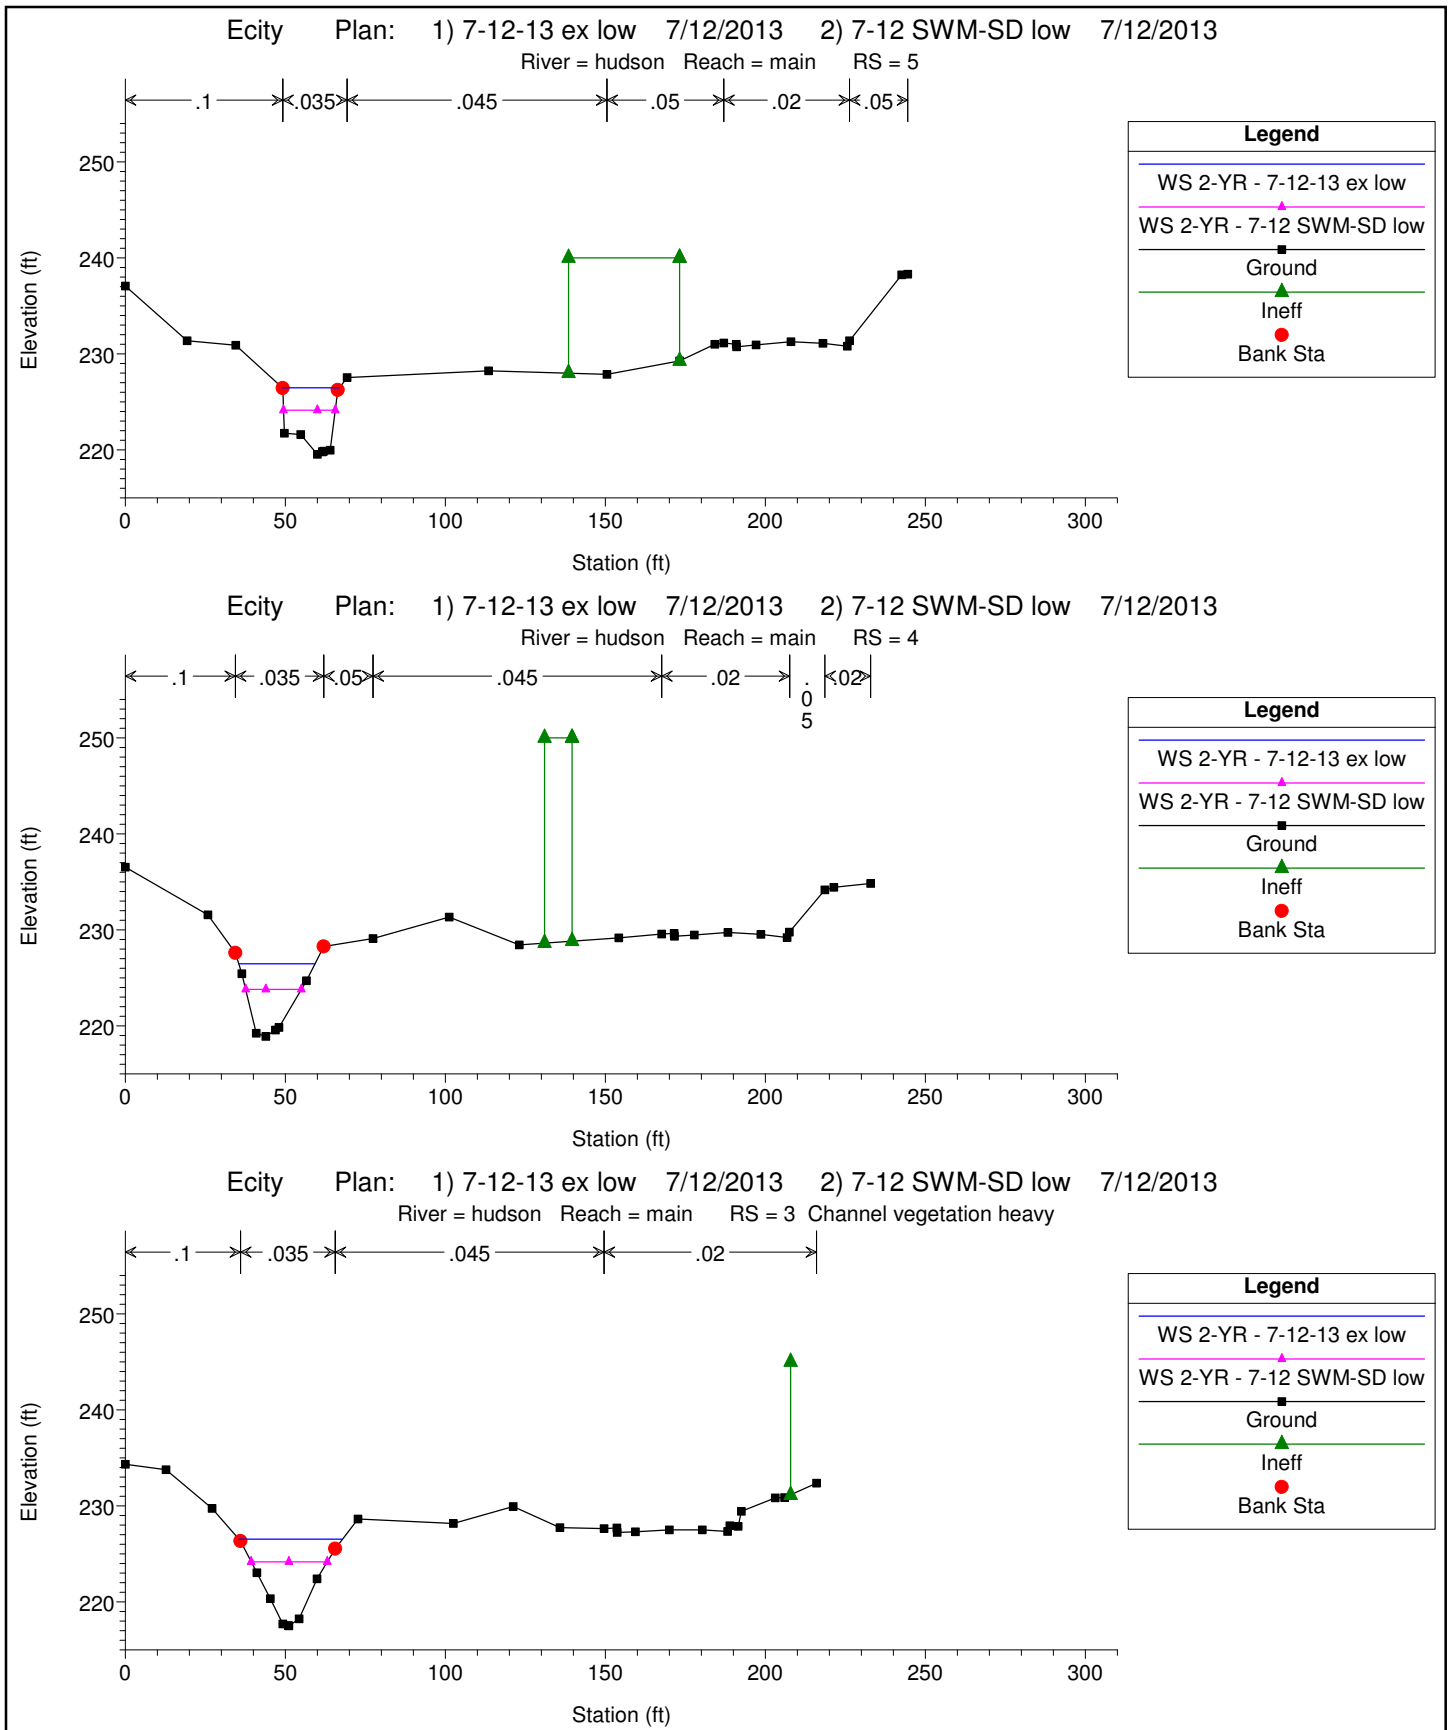 Ecity Plan: 1) 7-12-13 ex low 7/12/2013 2) 7-12 SWM-SD low 7/12/2013
River = hudson Reach = main RS = 5
.1 .035 .045 .05 .02 .05
250
240
230
220
Elevation (ft)
0 50 100 150 200 250 300
Station (ft)
Legend
WS 2-YR - 7-12-13 ex low
WS 2-YR - 7-12 SWM-SD low
Ground
Ineff
Bank Sta
Ecity Plan: 1) 7-12-13 ex low 7/12/2013 2) 7-12 SWM-SD low 7/12/2013
River = hudson Reach = main RS = 4
.1 .035 .05 .045 .02 .05 .02
250
240
230
220
Elevation (ft)
0 50 100 150 200 250 300
Station (ft)
Legend
WS 2-YR - 7-12-13 ex low
WS 2-YR - 7-12 SWM-SD low
Ground
Ineff
Bank Sta
Ecity Plan: 1) 7-12-13 ex low 7/12/2013 2) 7-12 SWM-SD low 7/12/2013
River = hudson Reach = main RS = 3 Channel vegetation heavy
.1 .035 .045 .02
250
240
230
220
Elevation (ft)
0 50 100 150 200 250 300
Station (ft)
Legend
WS 2-YR - 7-12-13 ex low
WS 2-YR - 7-12 SWM-SD low
Ground
Ineff
Bank Sta